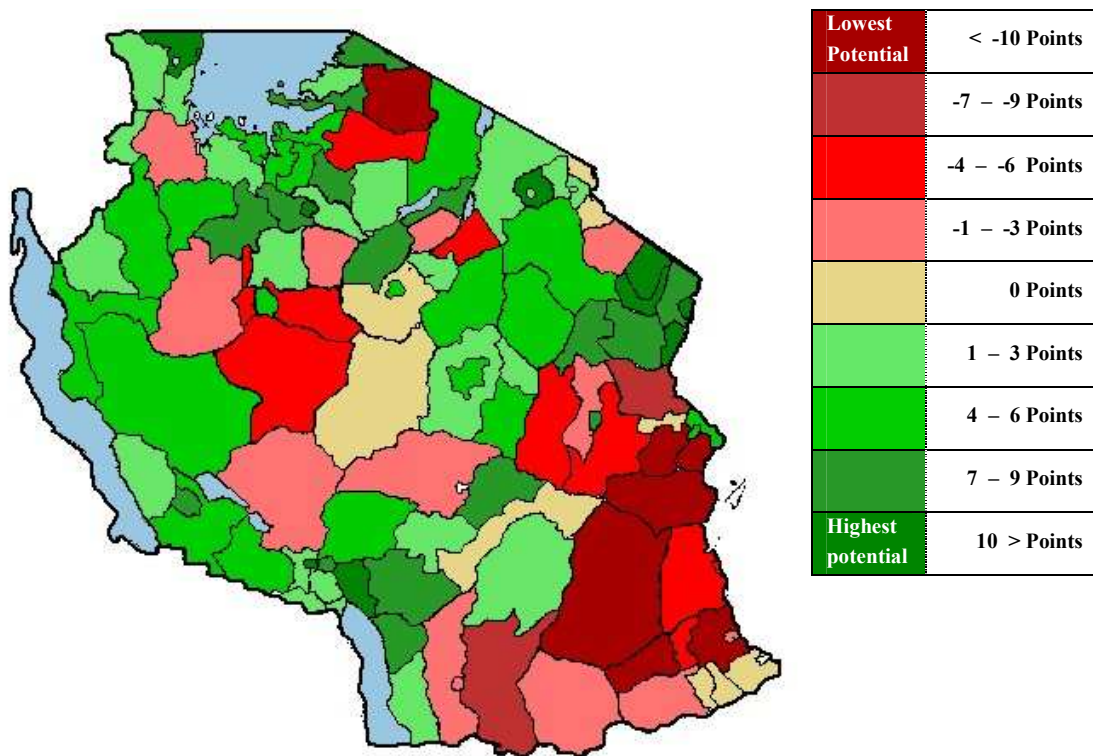 Lowest
Potential
< -10 Points
-7 – -9 Points
-4 – -6 Points
-1 – -3 Points
0 Points
1 – 3 Points
4 – 6 Points
7 – 9 Points
Highest
potential
10 > Points